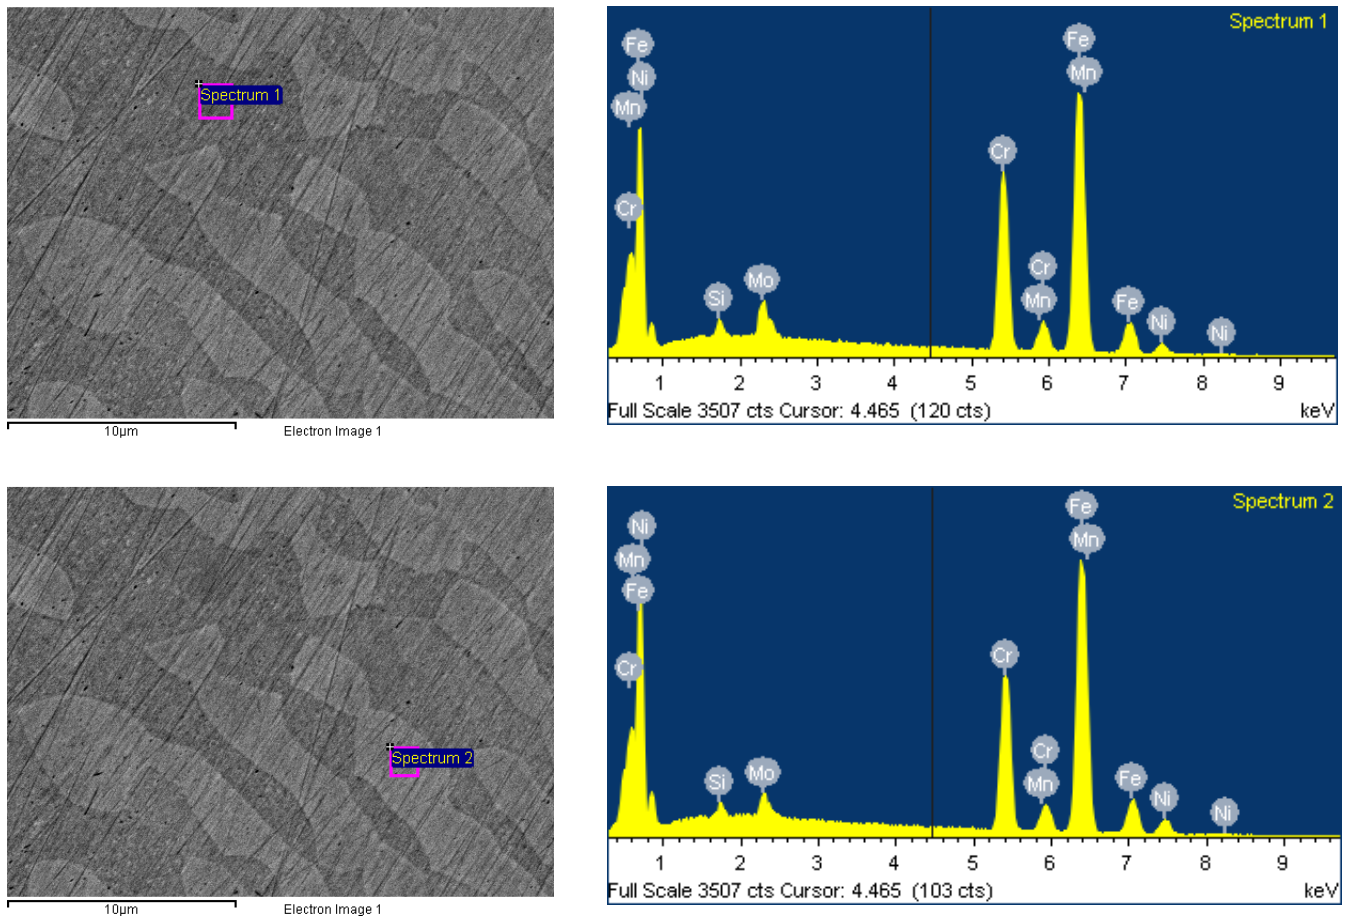 Spectrum 1
10µm
Electron Image 1
Spectrum 1
Fe
Fe
Ni
Mn
Mn
Cr
Cr
Cr
Mo
Si
Mn
Fe
Ni
Ni
1 2 3 4 5 6 7 8 9
Full Scale 3507 cts Cursor: 4.465 (120 cts) keV
Spectrum 2
10µm
Electron Image 1
Spectrum 2
Fe
Ni
Mn
Mn
Fe
Cr
Cr
Cr
Si
Mo
Mn
Fe
Ni
Ni
1 2 3 4 5 6 7 8 9
Full Scale 3507 cts Cursor: 4.465 (103 cts) keV